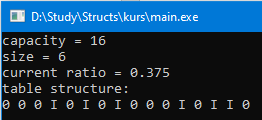 D:\Study\Structs\kurs\main.exe
capacity = 16
size = 6
current ratio = 0.375
table structure:
0 0 0 I 0 I 0 I 0 0 0 I 0 I I 0